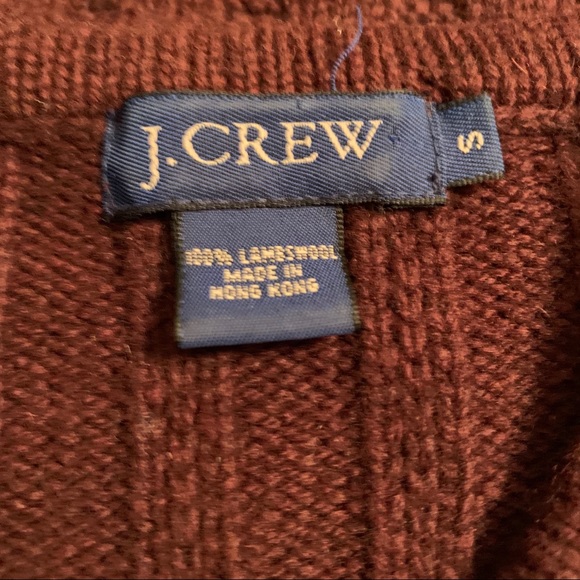 J.CREW
S
100% LAMBSWOOL
MADE IN
HONG KONG